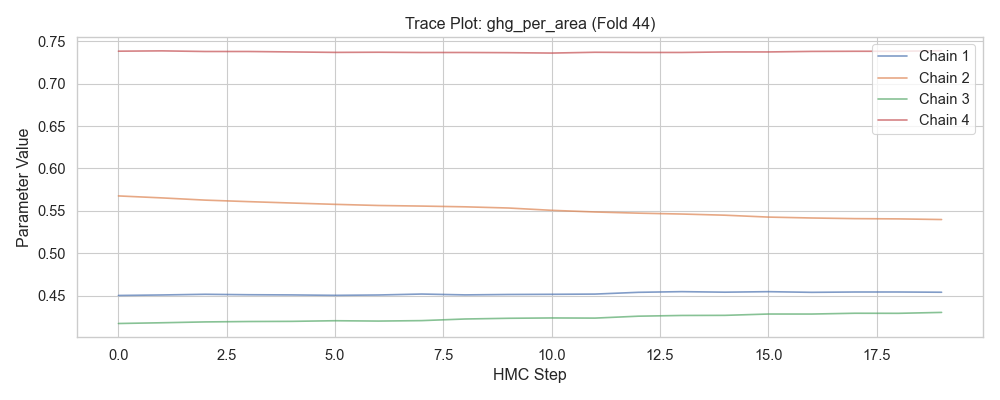 Trace Plot: ghg_per_area (Fold 44)
Parameter Value
0.75
0.70
0.65
0.60
0.55
0.50
0.45
Chain 1
Chain 2
Chain 3
Chain 4
0.0 2.5 5.0 7.5 10.0 12.5 15.0 17.5
HMC Step